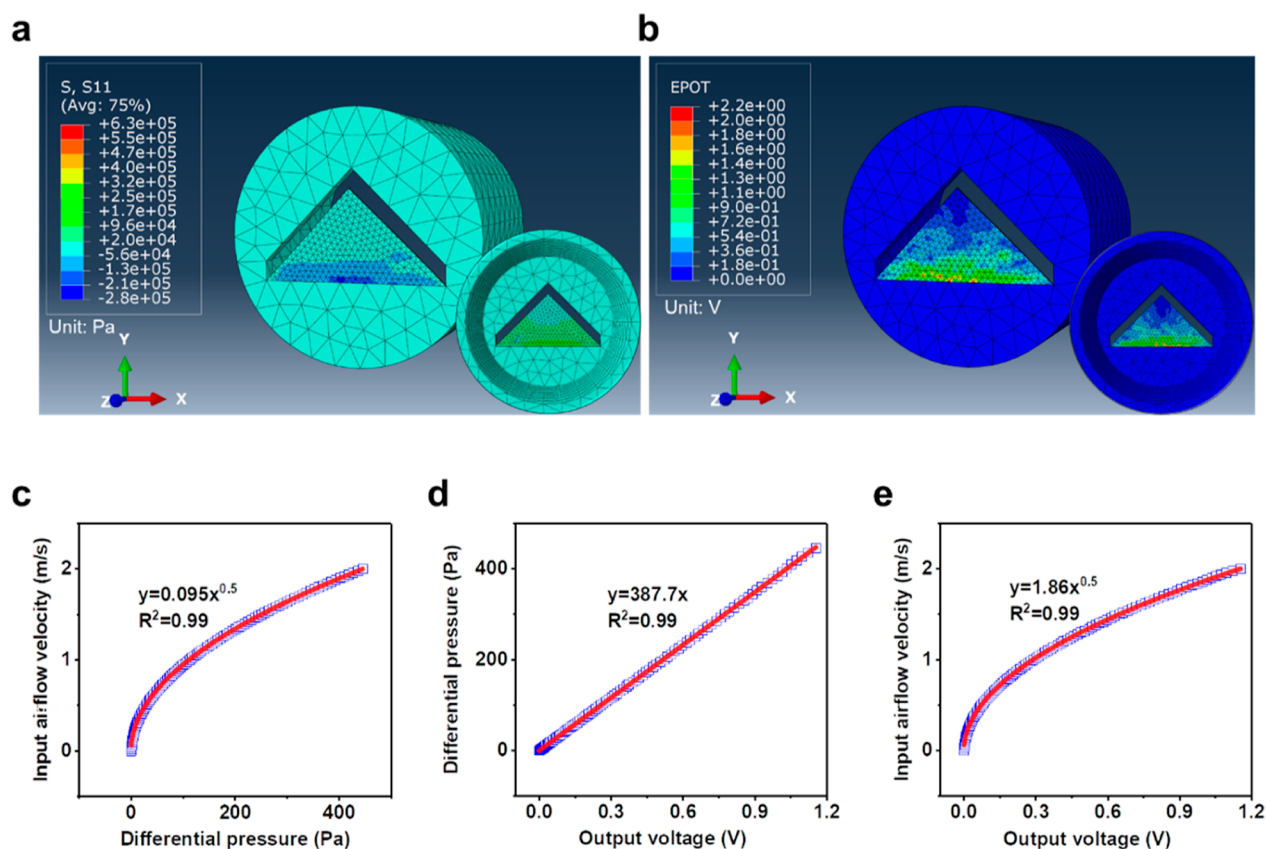 a
S, S11
(Avg: 75%)
+6.3e+05
+5.5e+05
+4.7e+05
+4.0e+05
+3.2e+05
+2.5e+05
+1.7e+05
+9.6e+04
+2.0e+04
-5.6e+04
-1.3e+05
-2.1e+05
-2.8e+05
Unit: Pa
Y
Z
X
b
EPOT
+2.2e+00
+2.0e+00
+1.8e+00
+1.6e+00
+1.4e+00
+1.3e+00
+1.1e+00
+9.0e-01
+7.2e-01
+5.4e-01
+3.6e-01
+1.8e-01
+0.0e+00
Unit: V
Y
Z
X
c
Input airflow velocity (m/s)
2
1
0
y=0.095x^0.5
R²=0.99
0 200 400
Differential pressure (Pa)
d
Differential pressure (Pa)
400
200
0
y=387.7x
R²=0.99
0.0 0.3 0.6 0.9 1.2
Output voltage (V)
e
Input airflow velocity (m/s)
2
1
0
y=1.86x^0.5
R²=0.99
0.0 0.3 0.6 0.9 1.2
Output voltage (V)